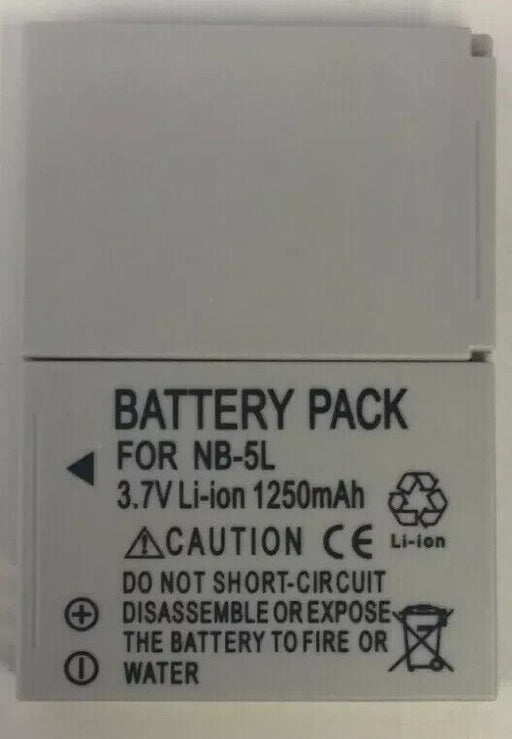 BATTERY PACK
FOR NB-5L
3.7V Li-ion 1250mAh
CAUTION CE
Li-ion
DO NOT SHORT-CIRCUIT
DISASSEMBLE OR EXPOSE
THE BATTERY TO FIRE OR
WATER